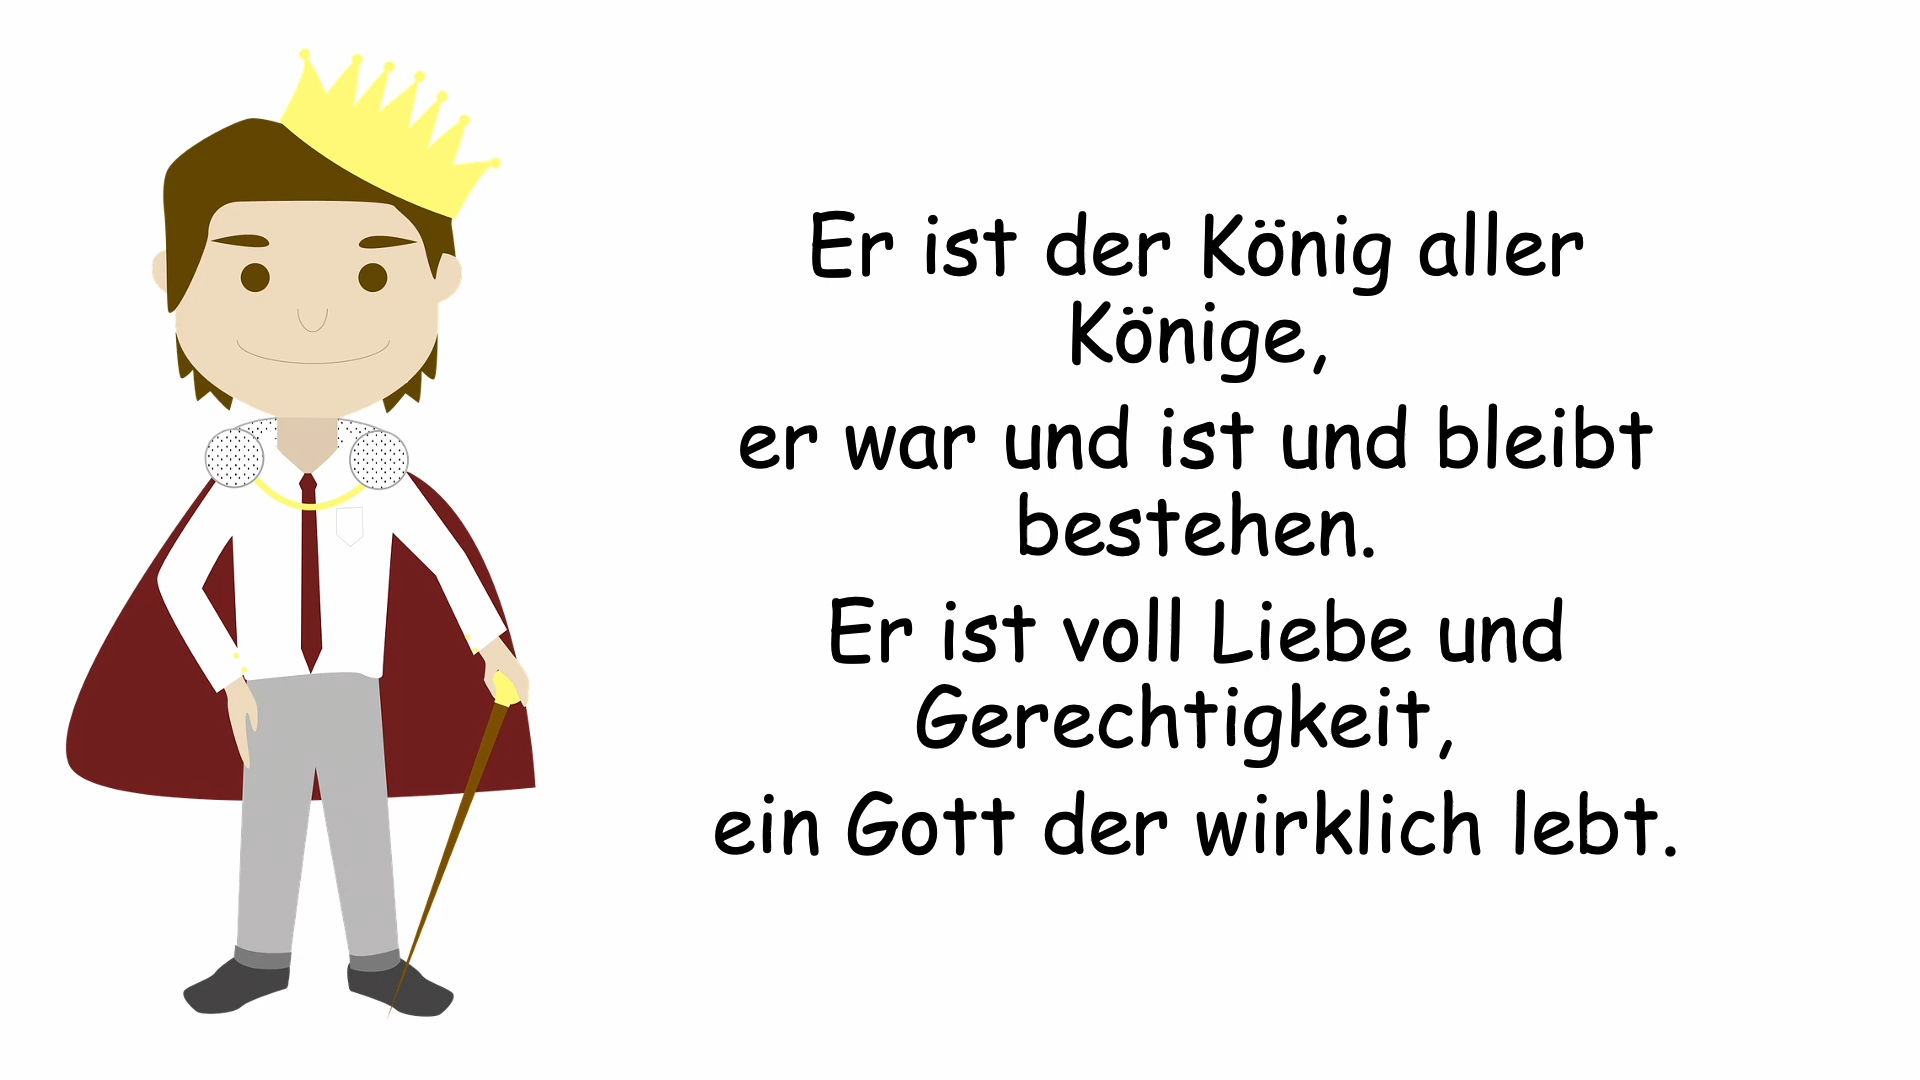 Er ist der König aller
Könige,
er war und ist und bleibt
bestehen.
Er ist voll Liebe und
Gerechtigkeit,
ein Gott der wirklich lebt.